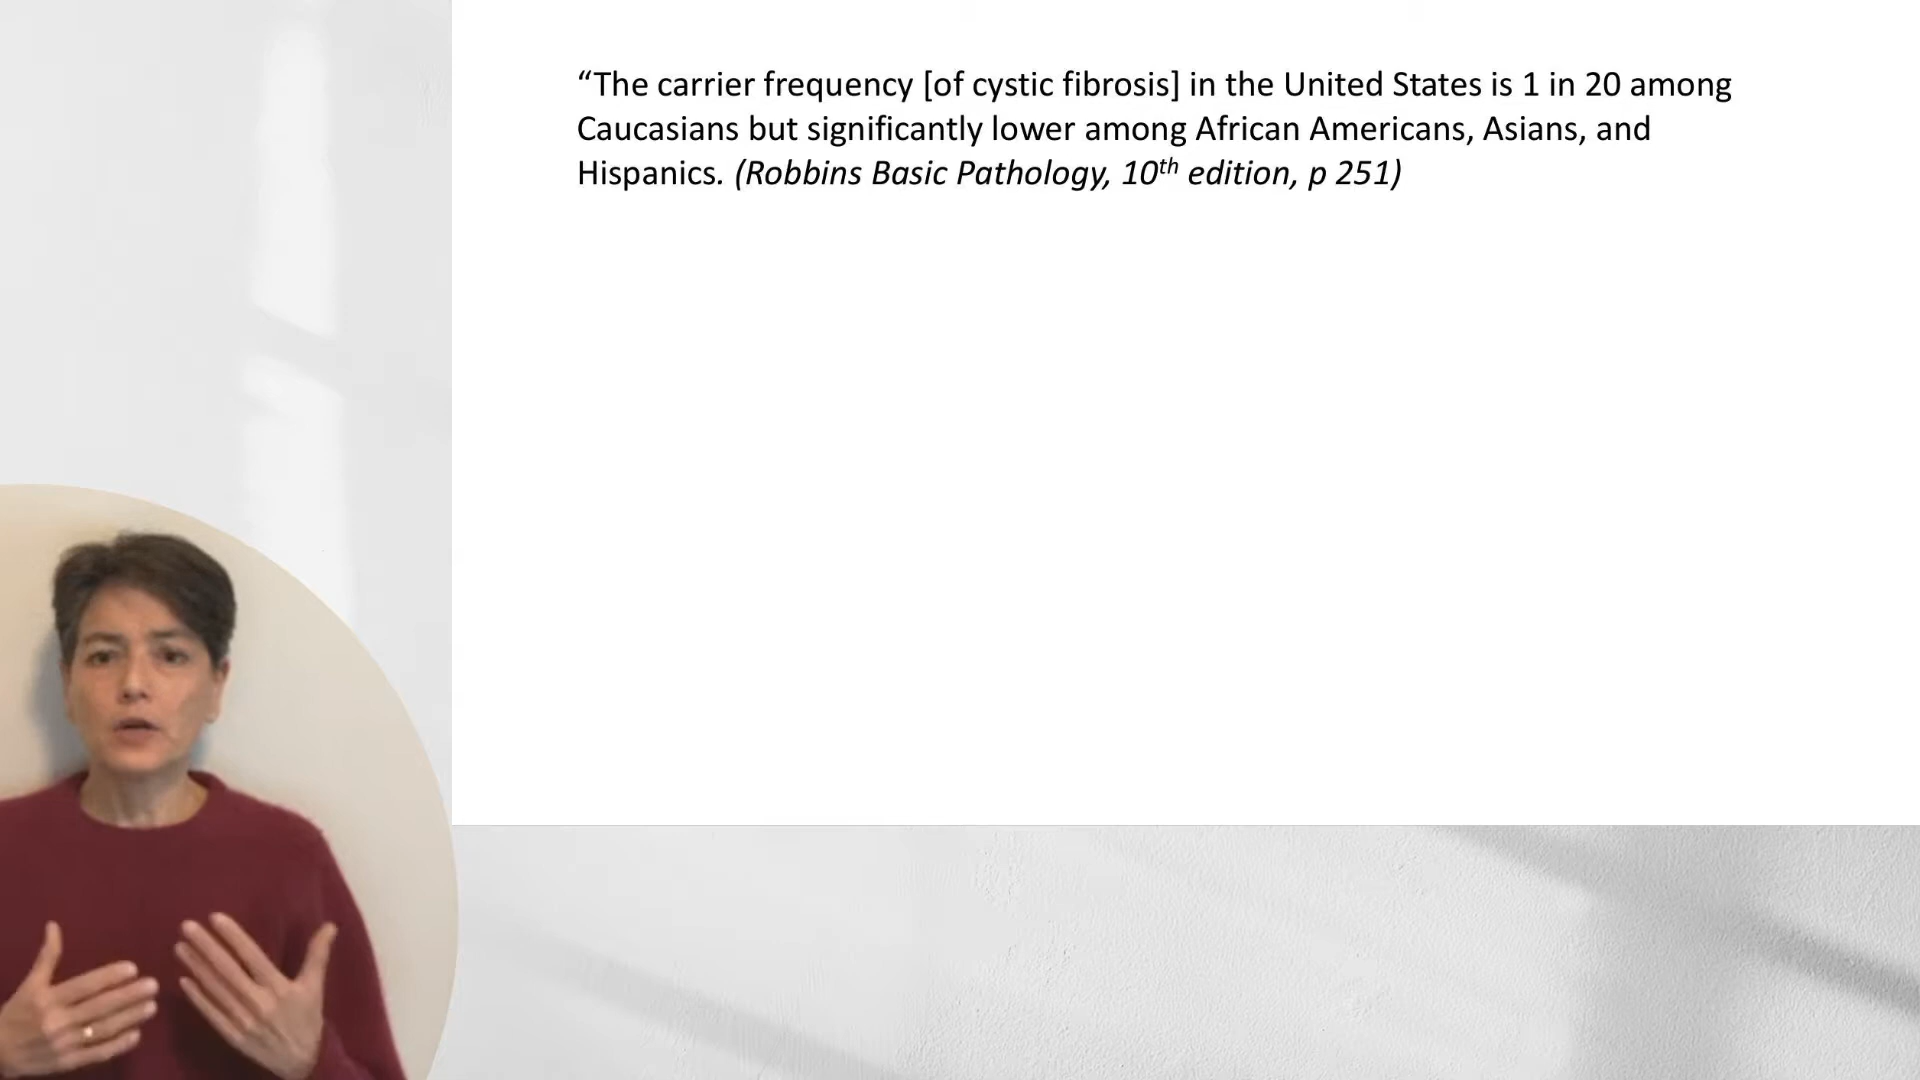 “The carrier frequency [of cystic fibrosis] in the United States is 1 in 20 among
Caucasians but significantly lower among African Americans, Asians, and
Hispanics. (Robbins Basic Pathology, 10th edition, p 251)